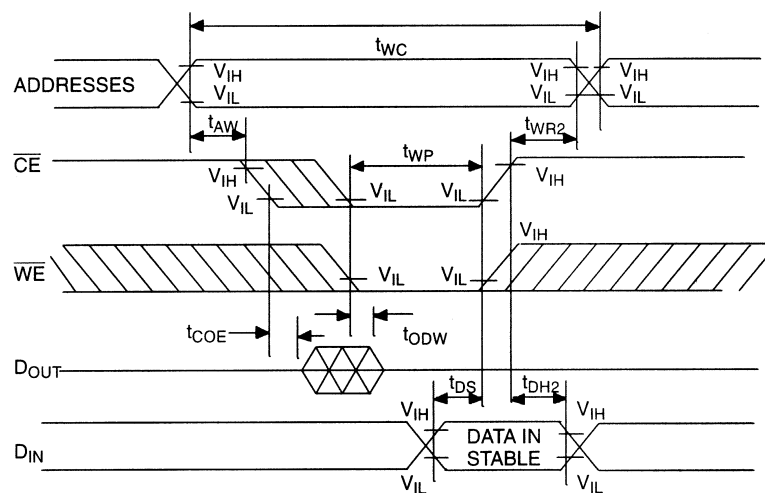 tWC
ADDRESSES
VIH
VIL
VIH
VIL
VIH
VIL
tAW
tWR2
CE
tWP
VIH
VIL
VIL
VIL
VIH
WE
VIH
VIL
VIL
tCOE
tODW
DOUT
tDS
tDH2
DIN
VIH
VIL
DATA IN
STABLE
VIH
VIL